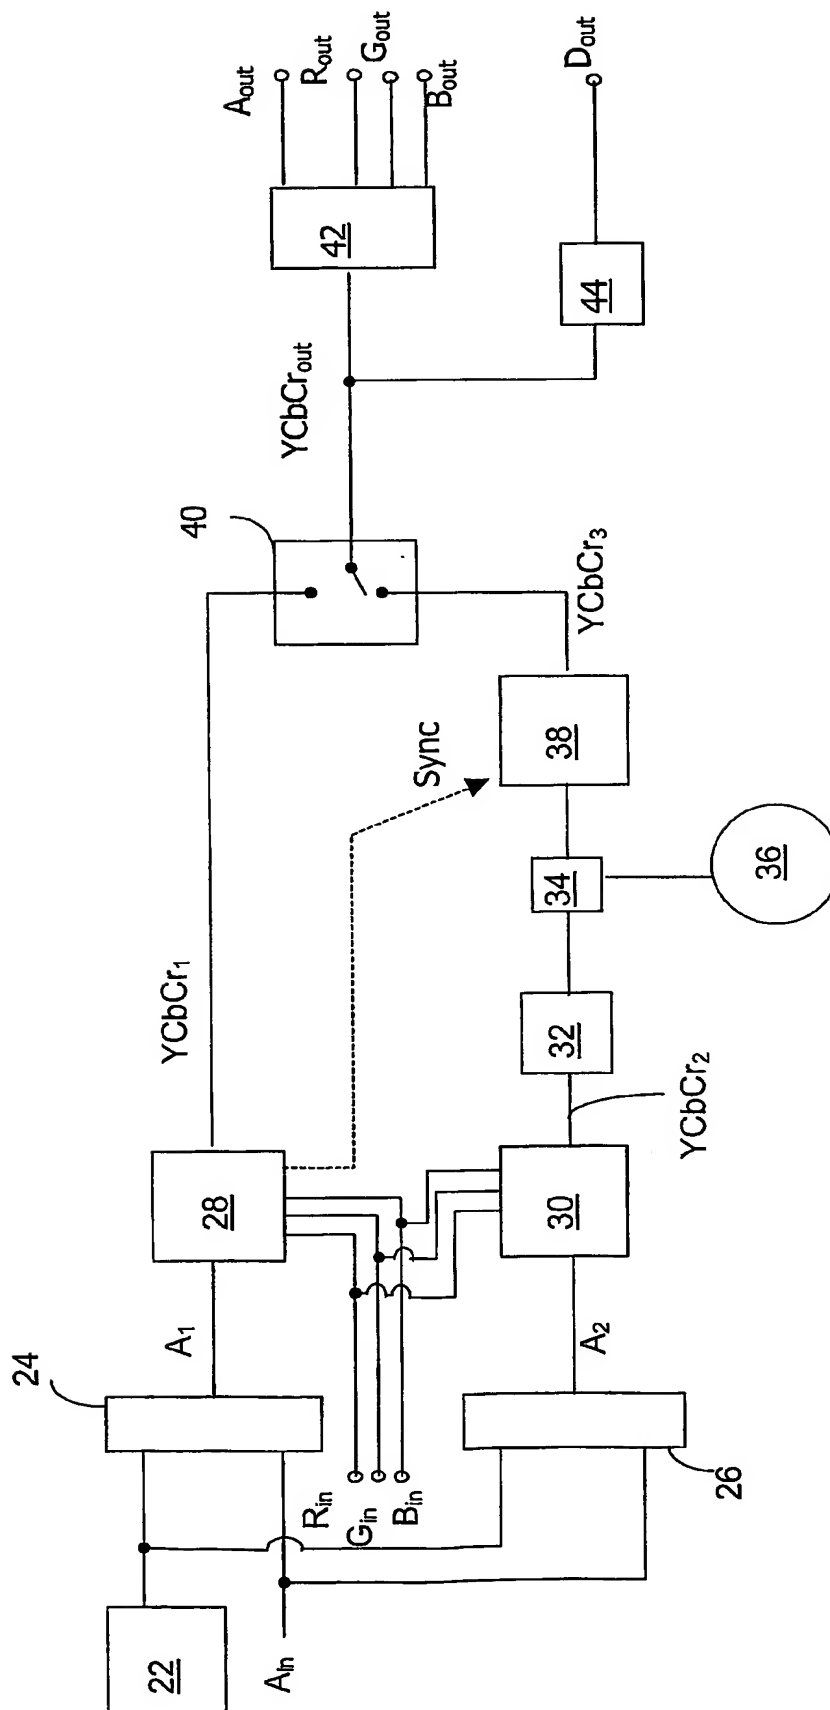 22
A_in
24
26
A_1
A_2
R_in
G_in
B_in
28
30
YCbCr_1
YCbCr_2
32
34
36
Sync
38
YCbCr_3
40
YCbCr_out
42
44
A_out
R_out
G_out
B_out
D_out